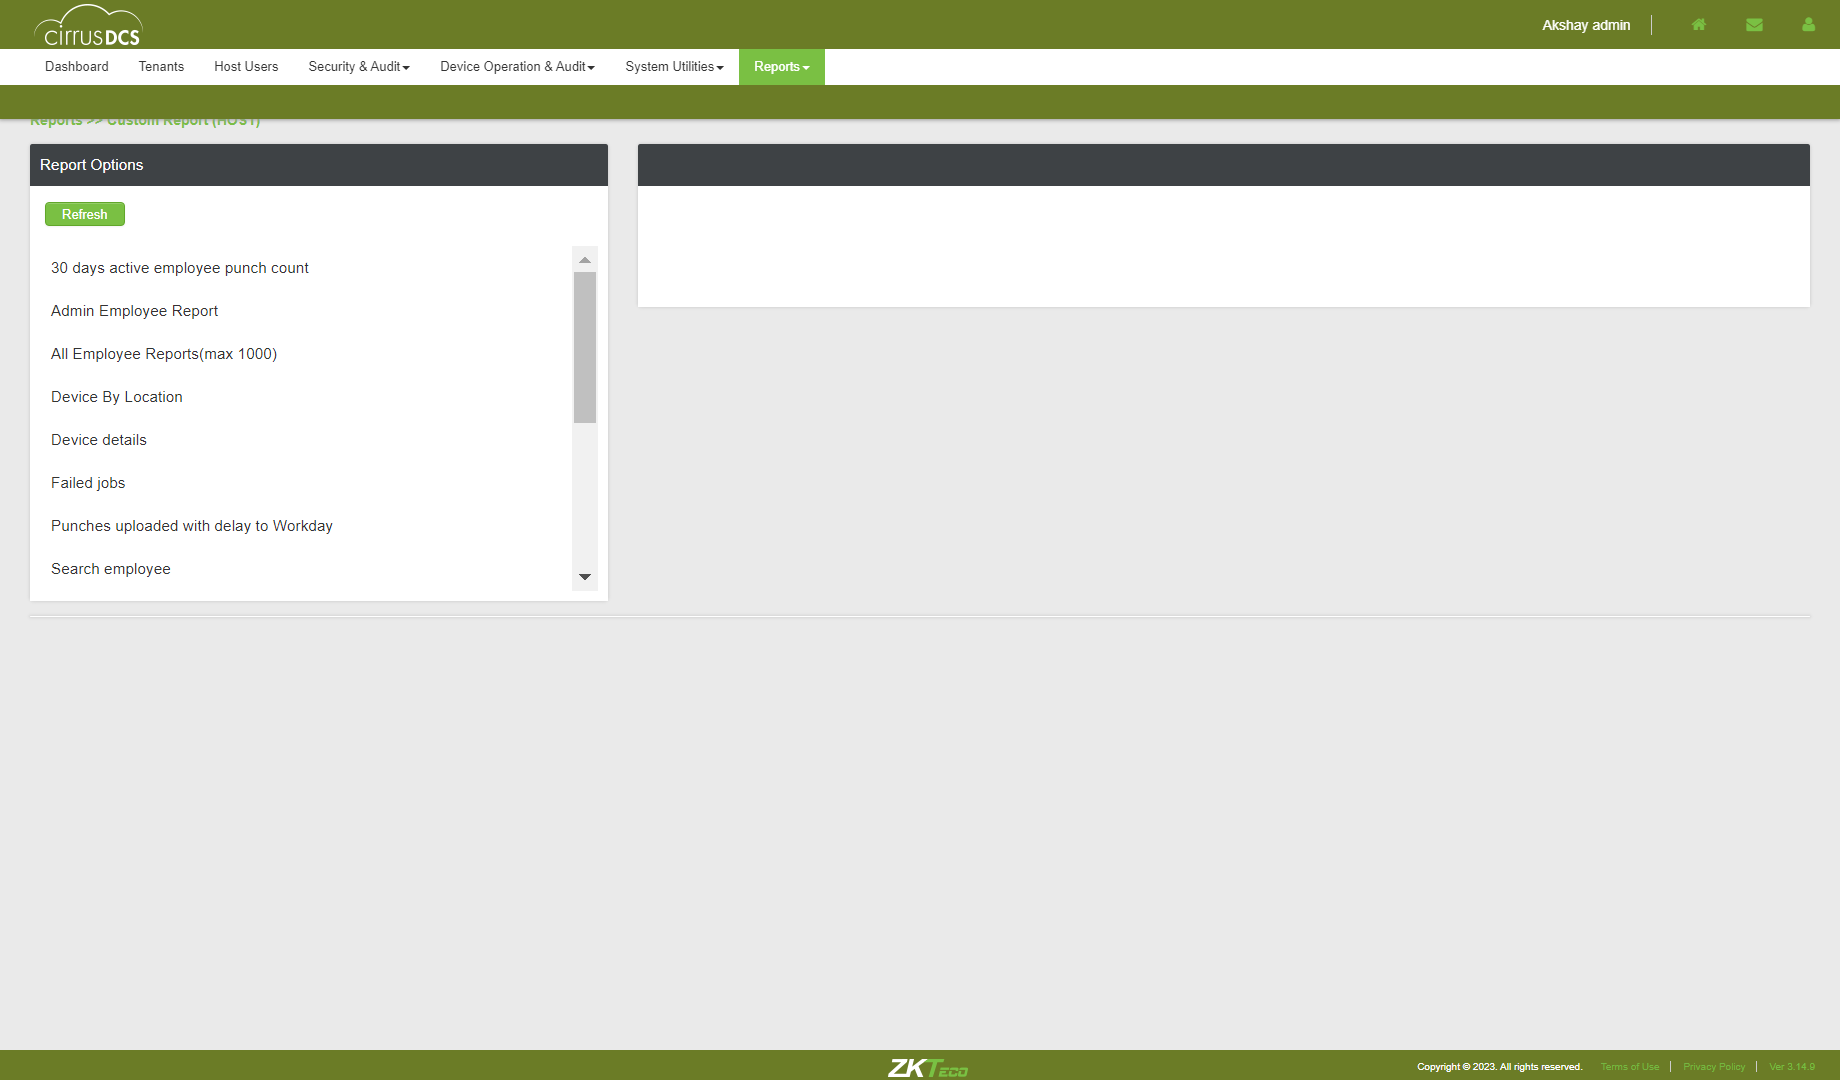 cirrusDCS
Akshay admin
Dashboard
Tenants
Host Users
Security & Audit
Device Operation & Audit
System Utilities
Reports
Reports >> Custom Report (HOST)
Report Options
Refresh
30 days active employee punch count
Admin Employee Report
All Employee Reports(max 1000)
Device By Location
Device details
Failed jobs
Punches uploaded with delay to Workday
Search employee
ZKTeco
Copyright © 2023. All rights reserved.
Terms of Use
Privacy Policy
Ver 3.14.9